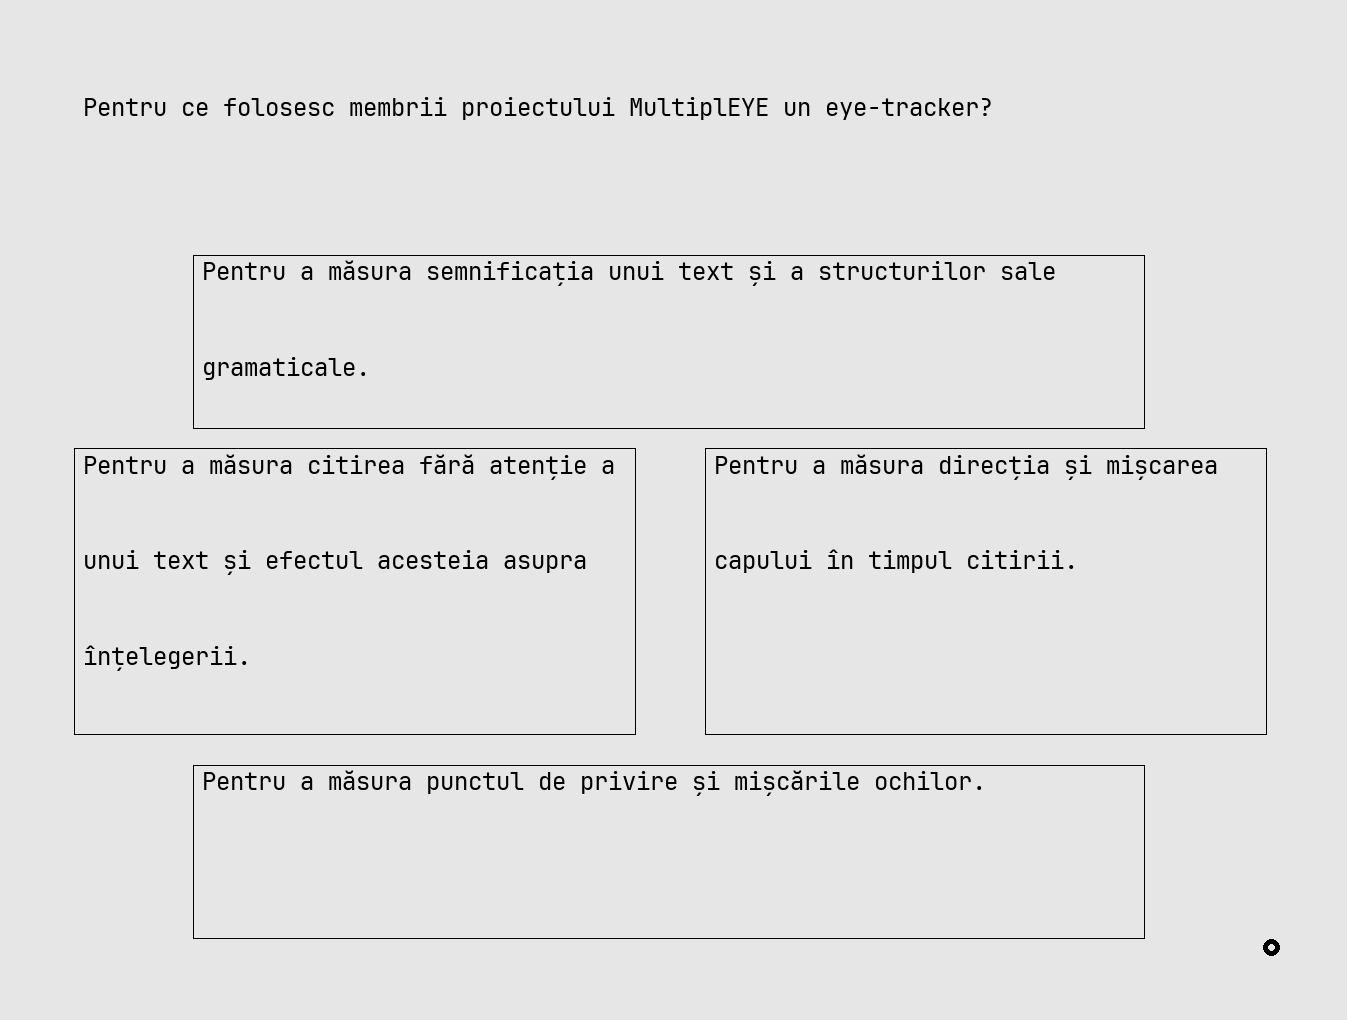 Pentru ce folosesc membrii proiectului MultiplEYE un eye-tracker?
Pentru a măsura semnificația unui text și a structurilor sale
gramaticale.
Pentru a măsura citirea fără atenție a
unui text și efectul acesteia asupra
înțelegerii.
Pentru a măsura direcția și mișcarea
capului în timpul citirii.
Pentru a măsura punctul de privire și mișcările ochilor.